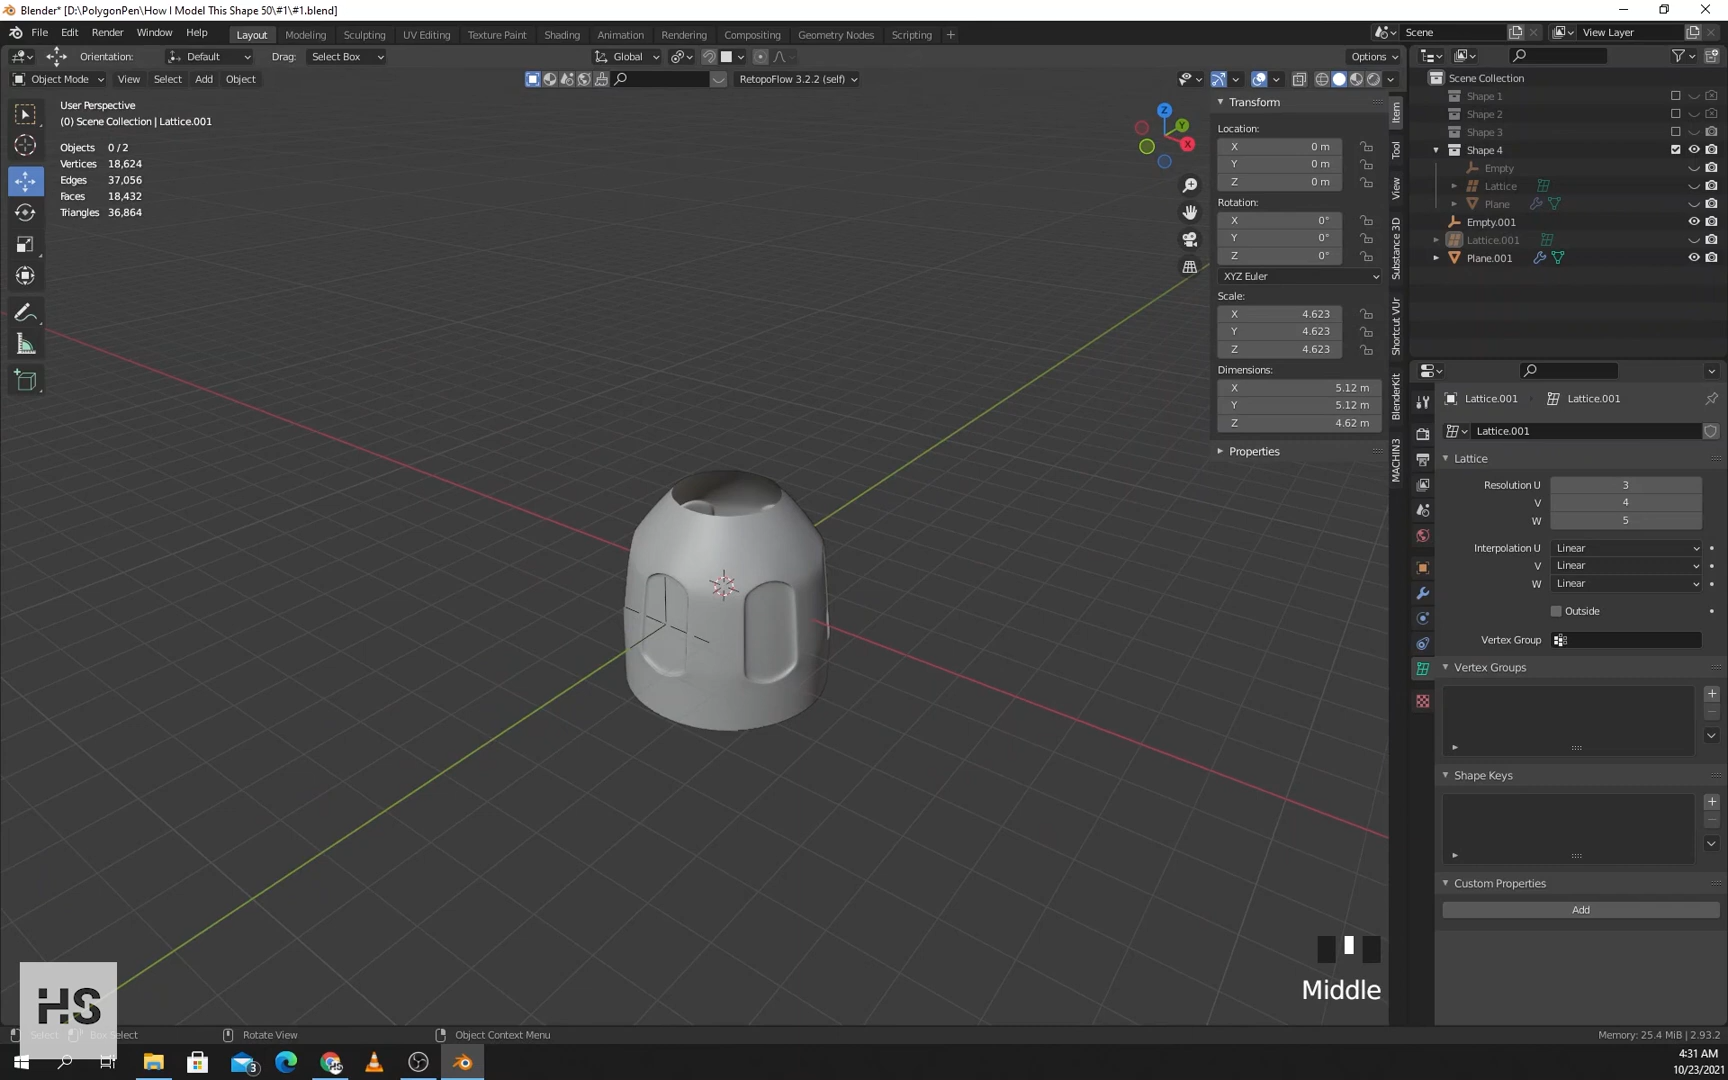 Blender* [D:\PolygonPen\How I Model This Shape 50\#1\#1.blend]
File Edit Render Window Help Layout Modeling Sculpting UV Editing Texture Paint Shading Animation Rendering Compositing Geometry Nodes Scripting + Scene View Layer
Orientation: Default Drag: Select Box Global Options
Object Mode View Select Add Object RetopoFlow 3.2.2 (self)
User Perspective
(0) Scene Collection | Lattice.001
Objects 0 / 2
Vertices 18,624
Edges 37,056
Faces 18,432
Triangles 36,864
Z
Y
X
Transform
Location:
X 0 m
Y 0 m
Z 0 m
Rotation:
X 0°
Y 0°
Z 0°
XYZ Euler
Scale:
X 4.623
Y 4.623
Z 4.623
Dimensions:
X 5.12 m
Y 5.12 m
Z 4.62 m
Properties
Item
Tool
View
Substance 3D
Shortcut VUr
BlenderKit
MACHIN3
Scene Collection
Shape 1
Shape 2
Shape 3
Shape 4
Empty
Lattice
Plane
Empty.001
Lattice.001
Plane.001
Lattice.001 Lattice.001
Lattice.001
Lattice
Resolution U 3
V 4
W 5
Interpolation U Linear
V Linear
W Linear
Outside
Vertex Group
Vertex Groups
Shape Keys
Custom Properties
Add
Middle
HS
Select Box Select Rotate View Object Context Menu Memory: 25.4 MiB | 2.93.2
3
4:31 AM
10/23/2021